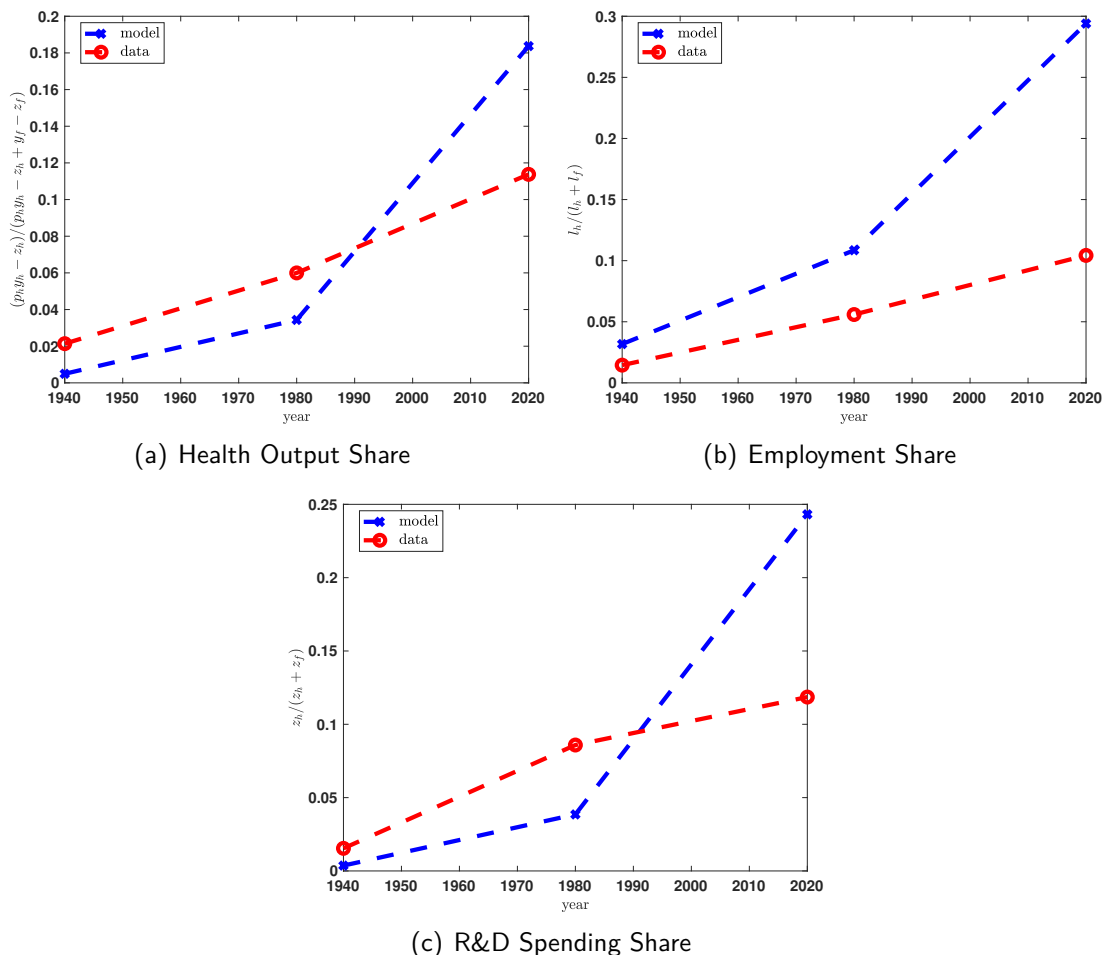 0.2
0.18
0.16
0.14
0.12
0.1
0.08
0.06
0.04
0.02
0
model
data
(p_h y_h − z_h)/(p_h y_h − z_h + y_f − z_f)
1940 1950 1960 1970 1980 1990 2000 2010 2020
year
(a) Health Output Share
0.3
0.25
0.2
0.15
0.1
0.05
0
model
data
l_h/(l_h + l_f)
1940 1950 1960 1970 1980 1990 2000 2010 2020
year
(b) Employment Share
0.25
0.2
0.15
0.1
0.05
0
model
data
z_h/(z_h + z_f)
1940 1950 1960 1970 1980 1990 2000 2010 2020
year
(c) R&D Spending Share